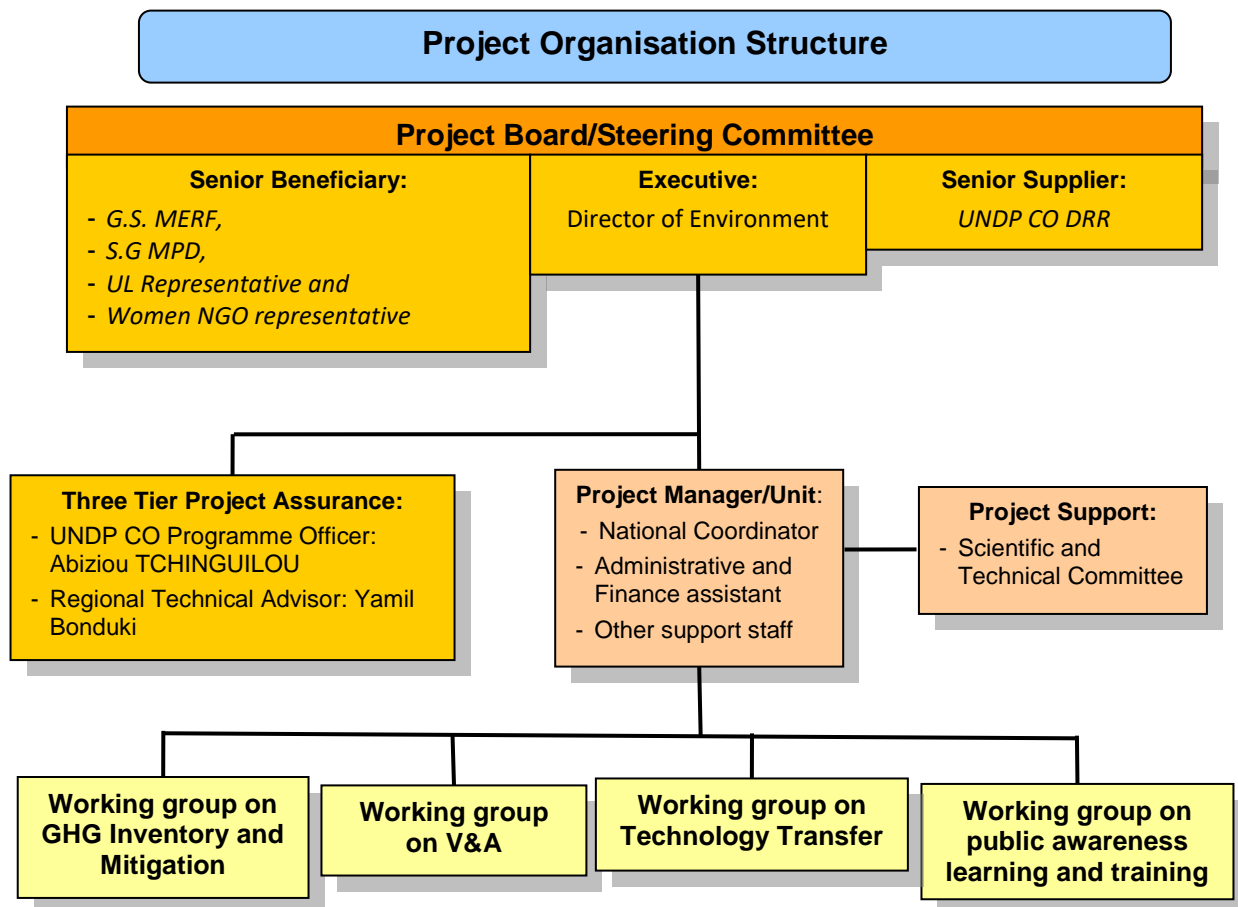 Project Organisation Structure
Project Board/Steering Committee
Senior Beneficiary:
- G.S. MERF,
- S.G MPD,
- UL Representative and
- Women NGO representative
Executive:
Director of Environment
Senior Supplier:
UNDP CO DRR
Three Tier Project Assurance:
- UNDP CO Programme Officer:
Abiziou TCHINGUILOU
- Regional Technical Advisor: Yamil
Bonduki
Project Manager/Unit:
- National Coordinator
- Administrative and
Finance assistant
- Other support staff
Project Support:
- Scientific and
Technical Committee
Working group on
GHG Inventory and
Mitigation
Working group
on V&A
Working group on
Technology Transfer
Working group on
public awareness
learning and training